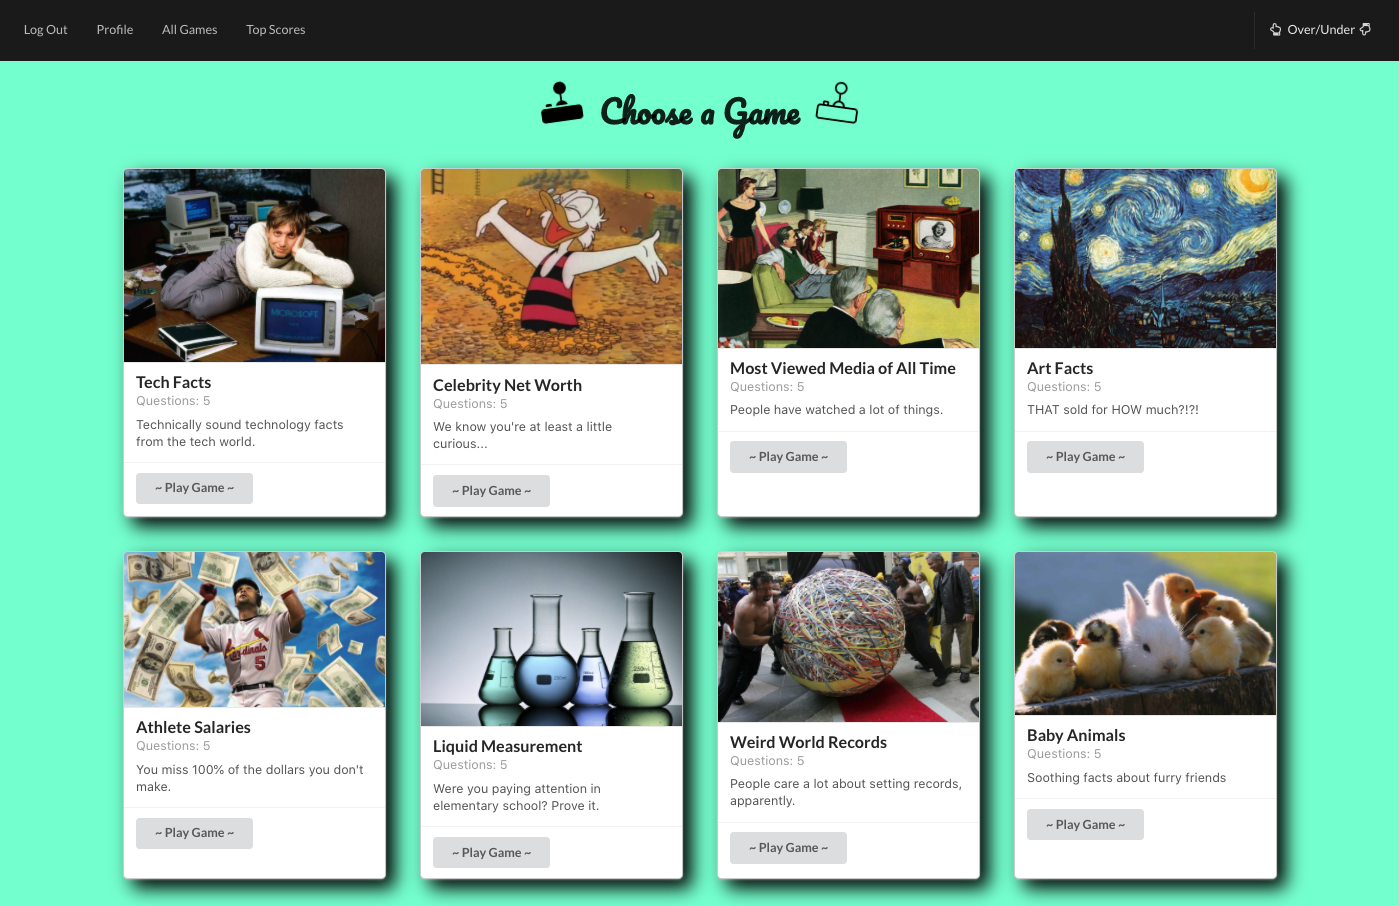 Log Out Profile All Games Top Scores Over/Under
Choose a Game
MICROSOFT
Tech Facts
Questions: 5
Technically sound technology facts
from the tech world.
~ Play Game ~
Celebrity Net Worth
Questions: 5
We know you're at least a little
curious...
~ Play Game ~
Most Viewed Media of All Time
Questions: 5
People have watched a lot of things.
~ Play Game ~
Art Facts
Questions: 5
THAT sold for HOW much?!?!
~ Play Game ~
Cardinals
5
Athlete Salaries
Questions: 5
You miss 100% of the dollars you don't
make.
~ Play Game ~
250ml
Liquid Measurement
Questions: 5
Were you paying attention in
elementary school? Prove it.
~ Play Game ~
Weird World Records
Questions: 5
People care a lot about setting records,
apparently.
~ Play Game ~
Baby Animals
Questions: 5
Soothing facts about furry friends
~ Play Game ~